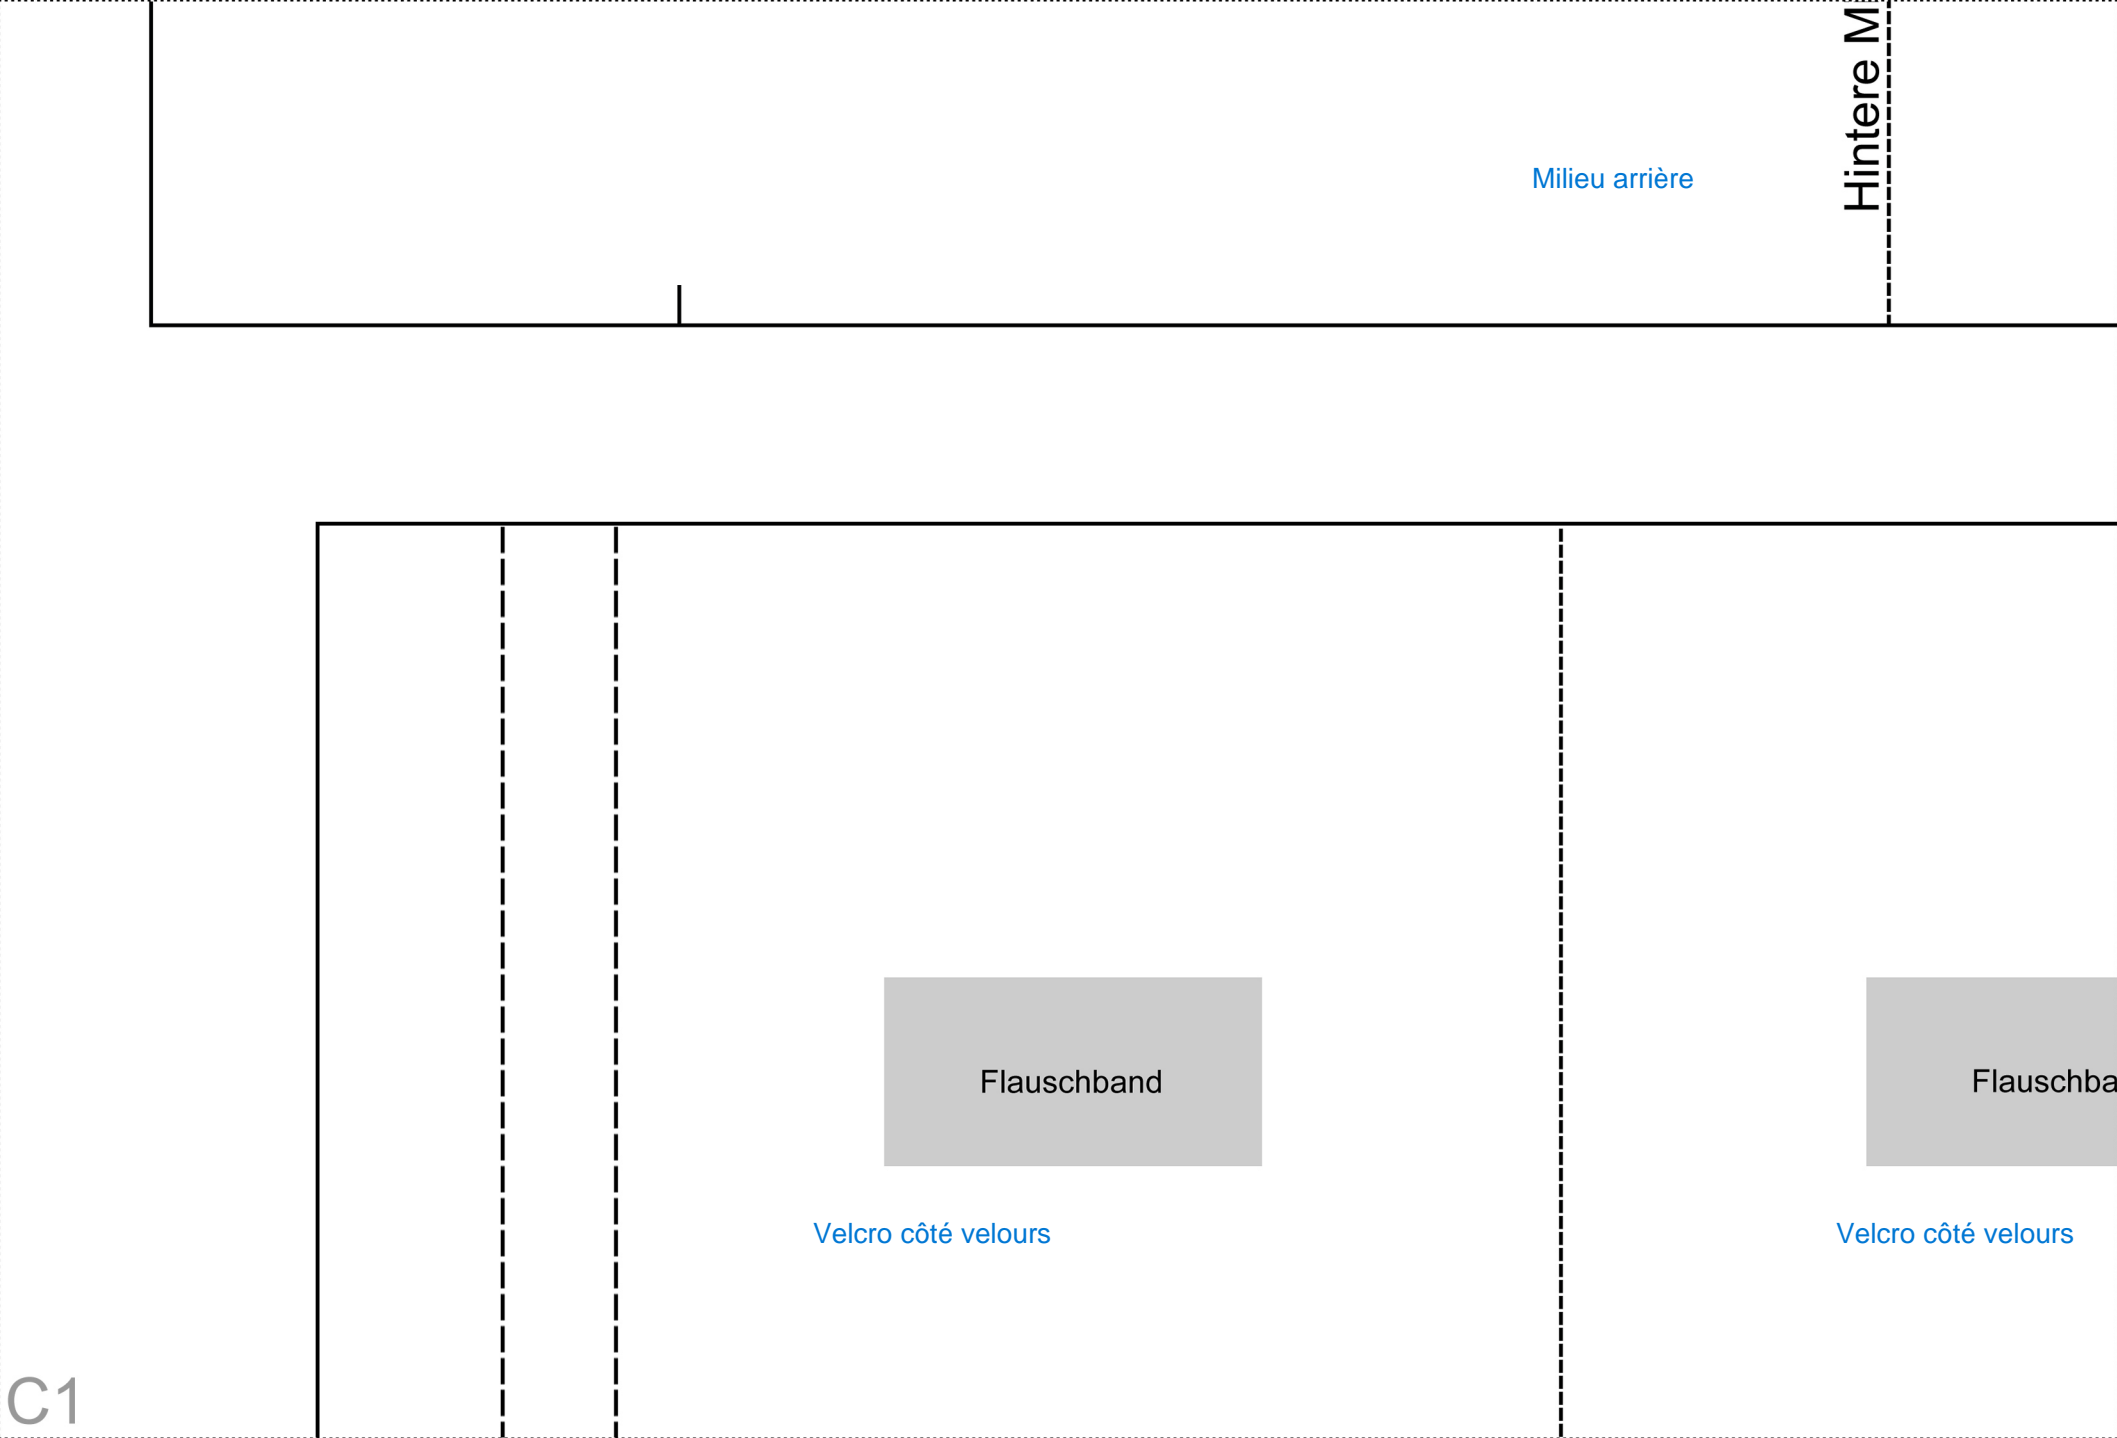 Hintere M
Milieu arrière
Flauschband
Flauschba
Velcro côté velours
Velcro côté velours
C1